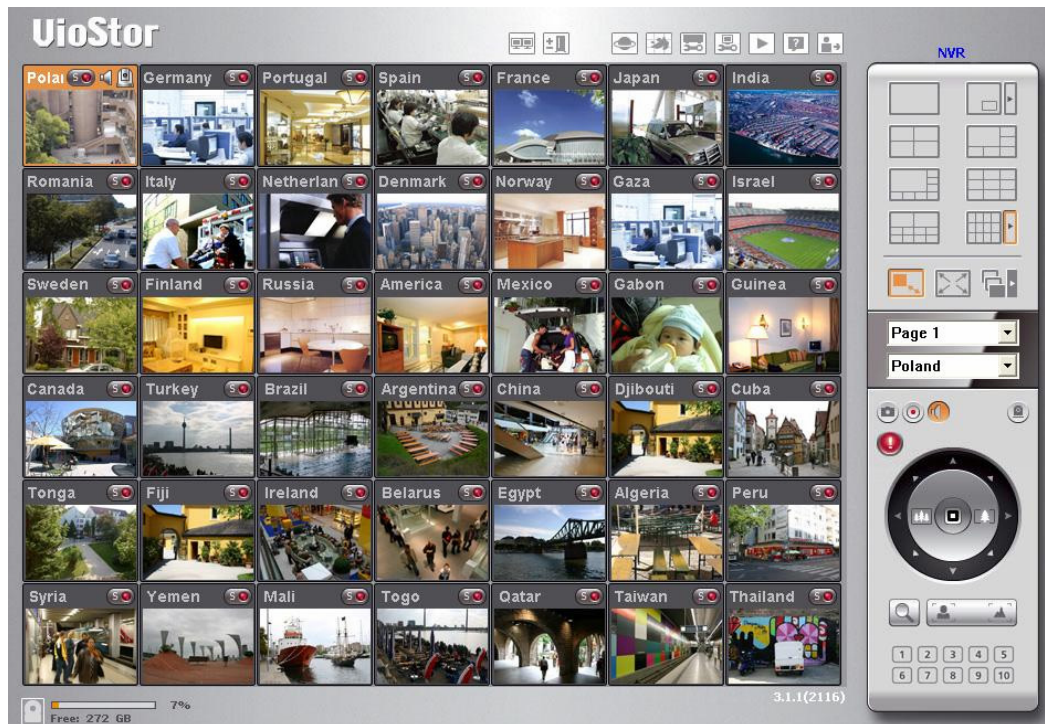 VioStor
NVR
Polan Germany Portugal Spain France Japan India
Romania Italy Netherlan Denmark Norway Gaza Israel
Sweden Finland Russia America Mexico Gabon Guinea
Page 1
Poland
Canada Turkey Brazil Argentina China Djibouti Cuba
Tonga Fiji Ireland Belarus Egypt Algeria Peru
Syria Yemen Mali Togo Qatar Taiwan Thailand
1 2 3 4 5
6 7 8 9 10
3.1.1(2116)
7%
Free: 272 GB